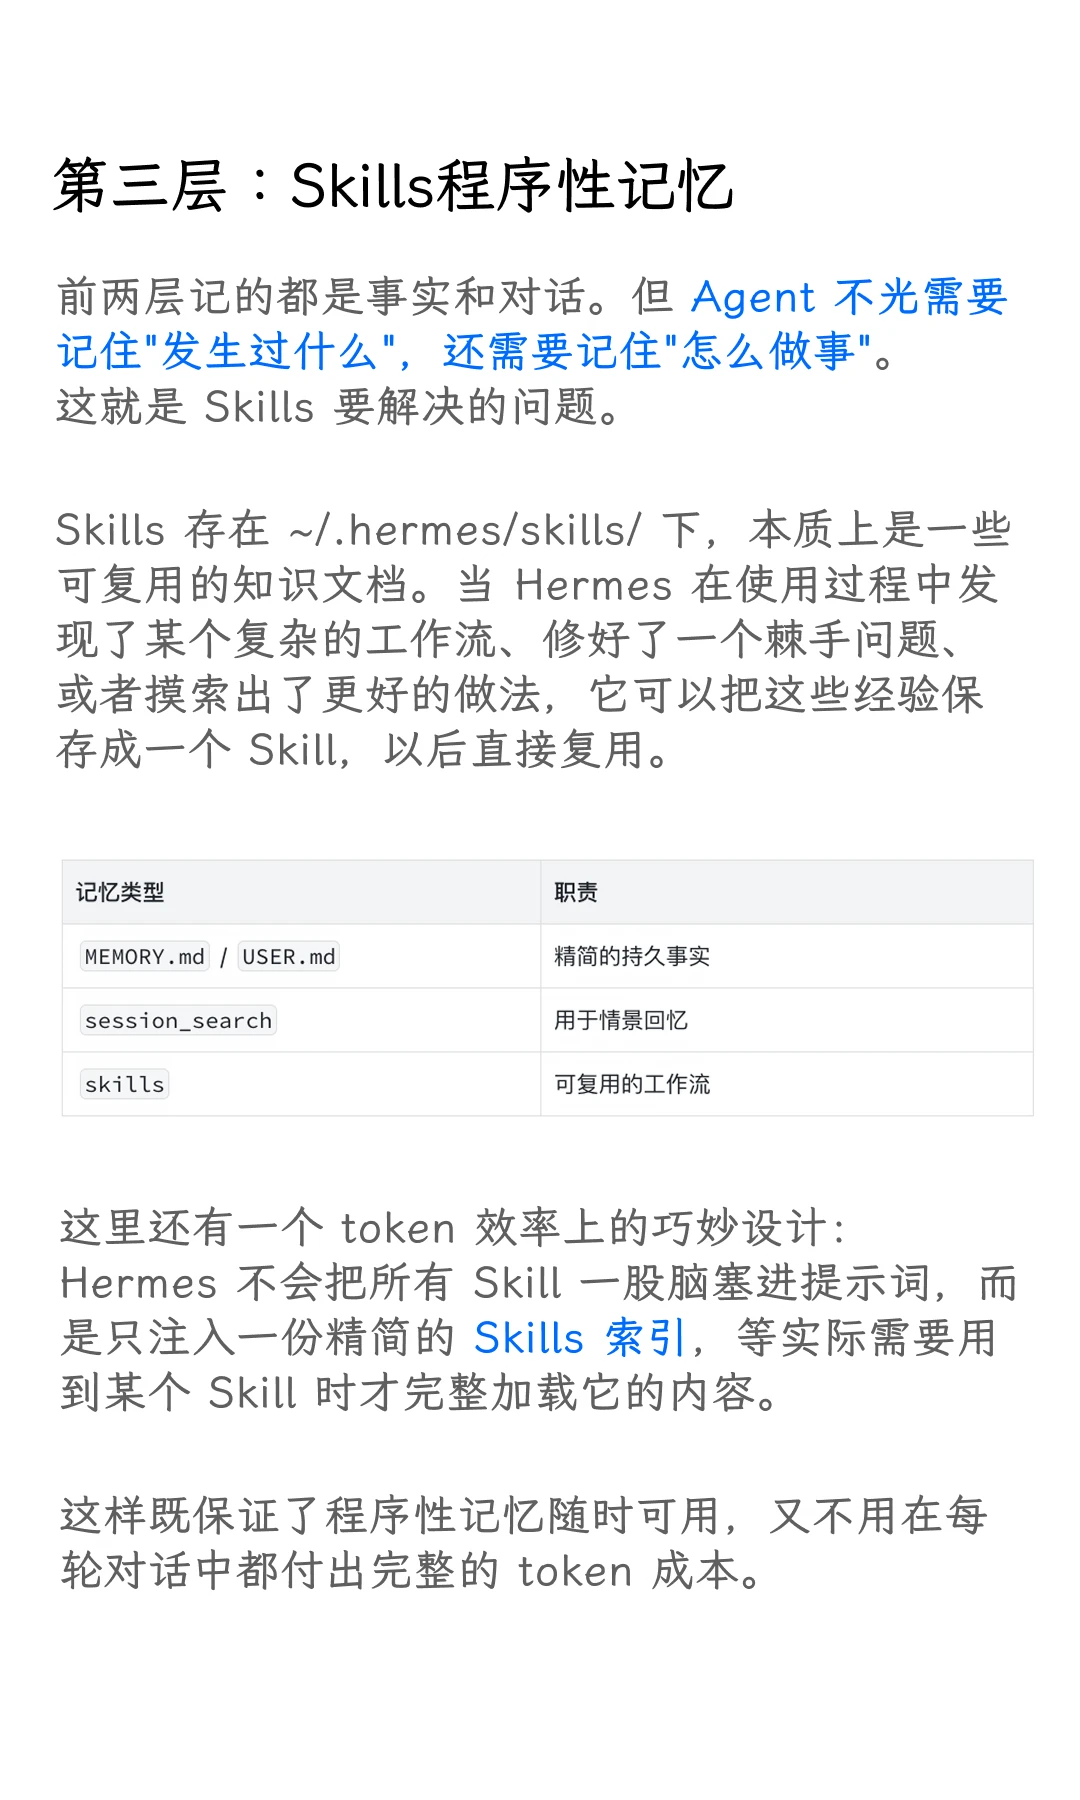 第三层：Skills程序性记忆
前两层记的都是事实和对话。但 Agent 不光需要
记住"发生过什么"，还需要记住"怎么做事"。
这就是 Skills 要解决的问题。
Skills 存在 ~/.hermes/skills/ 下，本质上是一些
可复用的知识文档。当 Hermes 在使用过程中发
现了某个复杂的工作流、修好了一个棘手问题、
或者摸索出了更好的做法，它可以把这些经验保
存成一个 Skill，以后直接复用。
记忆类型 职责
MEMORY.md / USER.md 精简的持久事实
session_search 用于情景回忆
skills 可复用的工作流
这里还有一个 token 效率上的巧妙设计：
Hermes 不会把所有 Skill 一股脑塞进提示词，而
是只注入一份精简的 Skills 索引，等实际需要用
到某个 Skill 时才完整加载它的内容。
这样既保证了程序性记忆随时可用，又不用在每
轮对话中都付出完整的 token 成本。